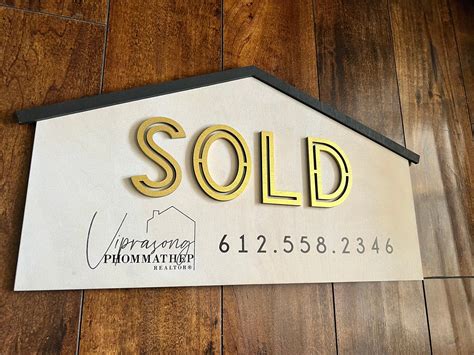 SOLD
Viprasong
PHOMMATHEP
REALTOR®
612.558.2346